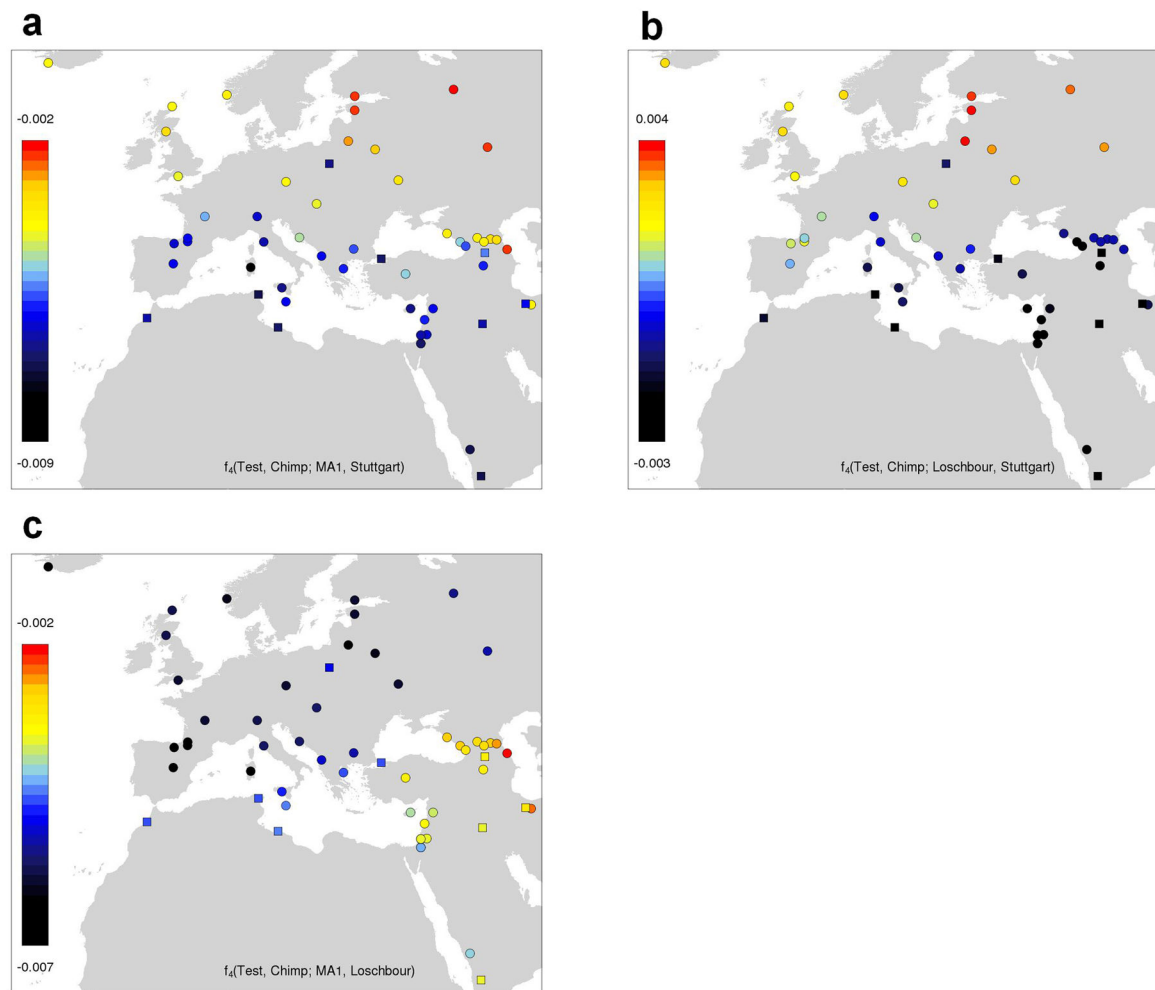 a
-0.002
-0.009
f₄(Test, Chimp; MA1, Stuttgart)
b
0.004
-0.003
f₄(Test, Chimp; Loschbour, Stuttgart)
c
-0.002
-0.007
f₄(Test, Chimp; MA1, Loschbour)